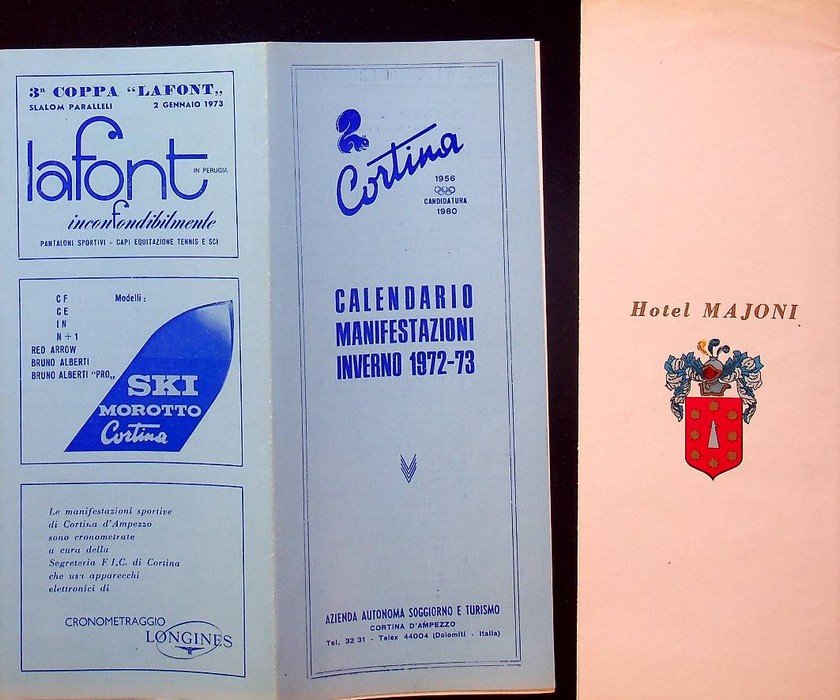 3ª COPPA “LAFONT„
SLALOM PARALLELI 2 GENNAIO 1973
lafont
IN PERUGIA
inconfondibilmente
PANTALONI SPORTIVI - CAPI EQUITAZIONE TENNIS E SCI
CF
CE
IN
N+1
RED ARROW
BRUNO ALBERTI
BRUNO ALBERTI "PRO„
Modelli:
SKI
MOROTTO
Cortina
Le manifestazioni sportive
di Cortina d'Ampezzo
sono cronometrate
a cura della
Segreteria F I.C. di Cortina
che usa apparecchi
elettronici di
CRONOMETRAGGIO
LONGINES
Cortina
1956
CANDIDATURA
1980
CALENDARIO
MANIFESTAZIONI
INVERNO 1972-73
AZIENDA AUTONOMA SOGGIORNO E TURISMO
CORTINA D'AMPEZZO
Tel. 32 31 - Telex 44004 (Dolomiti - Italia)
Hotel MAJONI